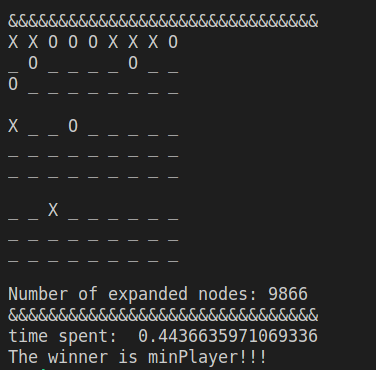 &&&&&&&&&&&&&&&&&&&&&&&&&&&&&&&
X X O O O X X X O
_ O _ _ _ _ O _ _
O _ _ _ _ _ _ _ _
X _ _ O _ _ _ _ _
_ _ _ _ _ _ _ _ _
_ _ _ _ _ _ _ _ _
_ _ X _ _ _ _ _ _
_ _ _ _ _ _ _ _ _
_ _ _ _ _ _ _ _ _
Number of expanded nodes: 9866
&&&&&&&&&&&&&&&&&&&&&&&&&&&&&&&
time spent:  0.4436635971069336
The winner is minPlayer!!!